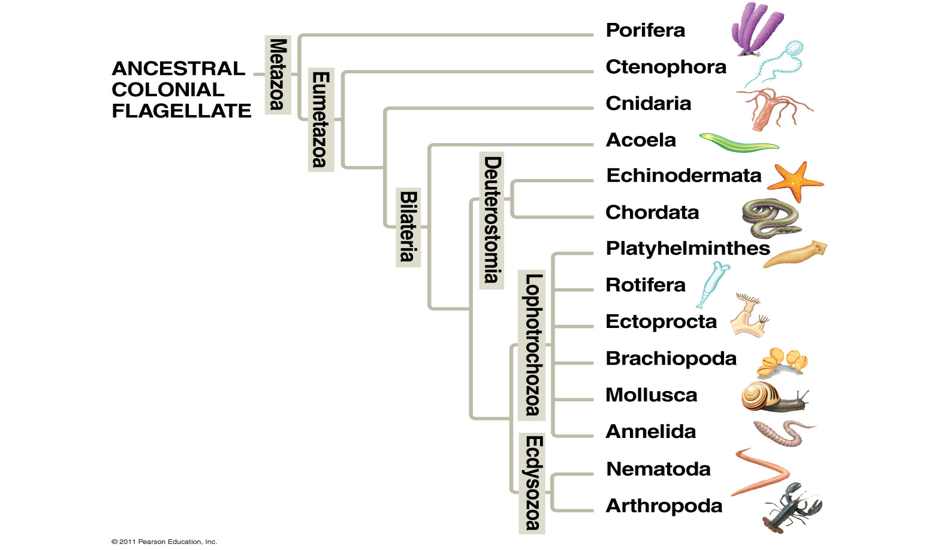 ANCESTRAL
COLONIAL
FLAGELLATE
Metazoa
Eumetazoa
Bilateria
Deuterostomia
Lophotrochozoa
Ecdysozoa
Porifera
Ctenophora
Cnidaria
Acoela
Echinodermata
Chordata
Platyhelminthes
Rotifera
Ectoprocta
Brachiopoda
Mollusca
Annelida
Nematoda
Arthropoda
© 2011 Pearson Education, Inc.